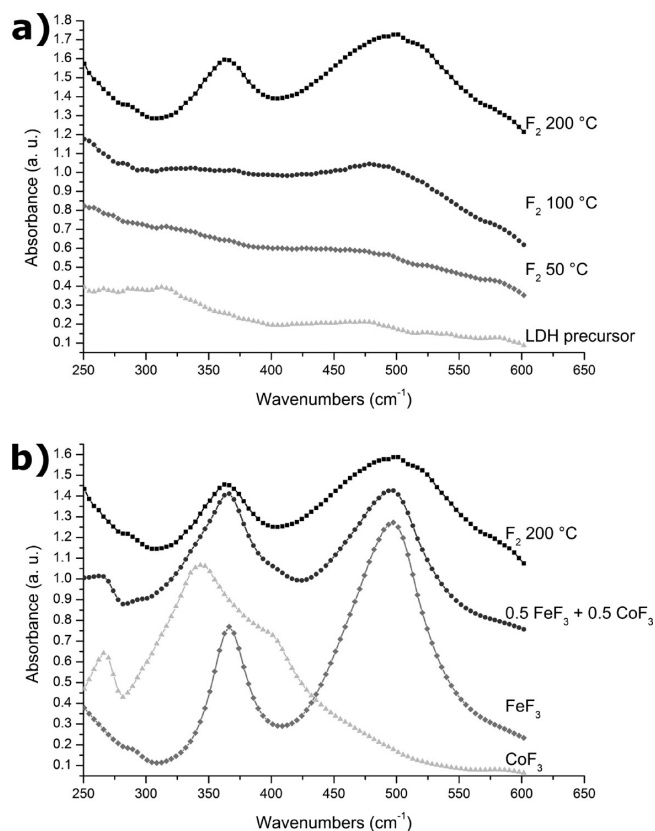 a)
Absorbance (a. u.)
1.8
1.7
1.6
1.5
1.4
1.3
1.2
1.1
1.0
0.9
0.8
0.7
0.6
0.5
0.4
0.3
0.2
0.1
F₂ 200 °C
F₂ 100 °C
F₂ 50 °C
LDH precursor
250 300 350 400 450 500 550 600 650
Wavenumbers (cm⁻¹)
b)
Absorbance (a. u.)
1.6
1.5
1.4
1.3
1.2
1.1
1.0
0.9
0.8
0.7
0.6
0.5
0.4
0.3
0.2
0.1
F₂ 200 °C
0.5 FeF₃ + 0.5 CoF₃
FeF₃
CoF₃
250 300 350 400 450 500 550 600 650
Wavenumbers (cm⁻¹)